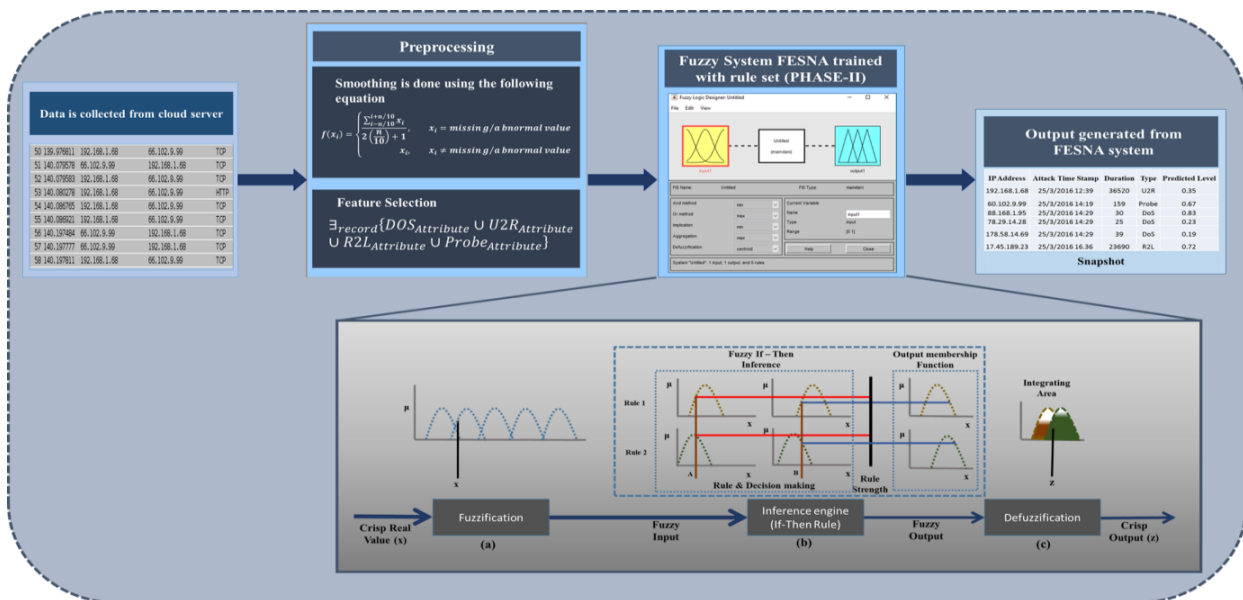 Data is collected from cloud server
50 139.976811 192.168.1.68 66.102.9.99 TCP
51 140.079578 66.102.9.99 192.168.1.68 TCP
52 140.079583 192.168.1.68 66.102.9.99 TCP
53 140.080278 192.168.1.68 66.102.9.99 HTTP
54 140.086765 192.168.1.68 66.102.9.99 TCP
55 140.086921 192.168.1.68 66.102.9.99 TCP
56 140.197484 66.102.9.99 192.168.1.68 TCP
57 140.197777 66.102.9.99 192.168.1.68 TCP
58 140.197811 192.168.1.68 66.102.9.99 TCP
Preprocessing
Smoothing is done using the following
equation
f(x_i) = { \frac{\sum_{i-n/10}^{i+n/10} x_i}{2(\frac{n}{10})+1}, x_i = missing/abnormal value
x_i, x_i ≠ missing/abnormal value
Feature Selection
∃record{DOS_Attribute ∪ U2R_Attribute
∪ R2L_Attribute ∪ Probe_Attribute}
Fuzzy System FESNA trained
with rule set (PHASE-II)
Fuzzy Logic Designer: Untitled
File Edit View
input1
Untitled
(mamdani)
output1
FIS Name: Untitled FIS Type: mamdani
And method min
Or method max
Implication min
Aggregation max
Defuzzification centroid
Current Variable
Name input1
Type input
Range [0 1]
Help Close
System "Untitled": 1 input, 1 output, and 0 rules
Output generated from
FESNA system
IP Address Attack Time Stamp Duration Type Predicted Level
192.168.1.68 25/3/2016 12:39 36520 U2R 0.35
60.102.9.99 25/3/2016 14:19 159 Probe 0.67
88.168.1.95 25/3/2016 14:29 30 DoS 0.83
78.29.14.28 25/3/2016 14:29 25 DoS 0.23
178.58.14.69 25/3/2016 14:29 39 DoS 0.19
17.45.189.23 25/3/2016 16.36 23690 R2L 0.72
Snapshot
μ
x
Fuzzification
Crisp Real
Value (x)
(a)
Fuzzy
Input
Fuzzy If – Then
Inference
Output membership
Function
Rule 1
μ
x
x
x
Rule 2
μ
μ
μ
x
x
x
A
B
Rule & Decision making
Rule
Strength
Inference engine
(If-Then Rule)
(b)
Fuzzy
Output
Integrating
Area
z
Defuzzification
(c)
Crisp
Output (z)